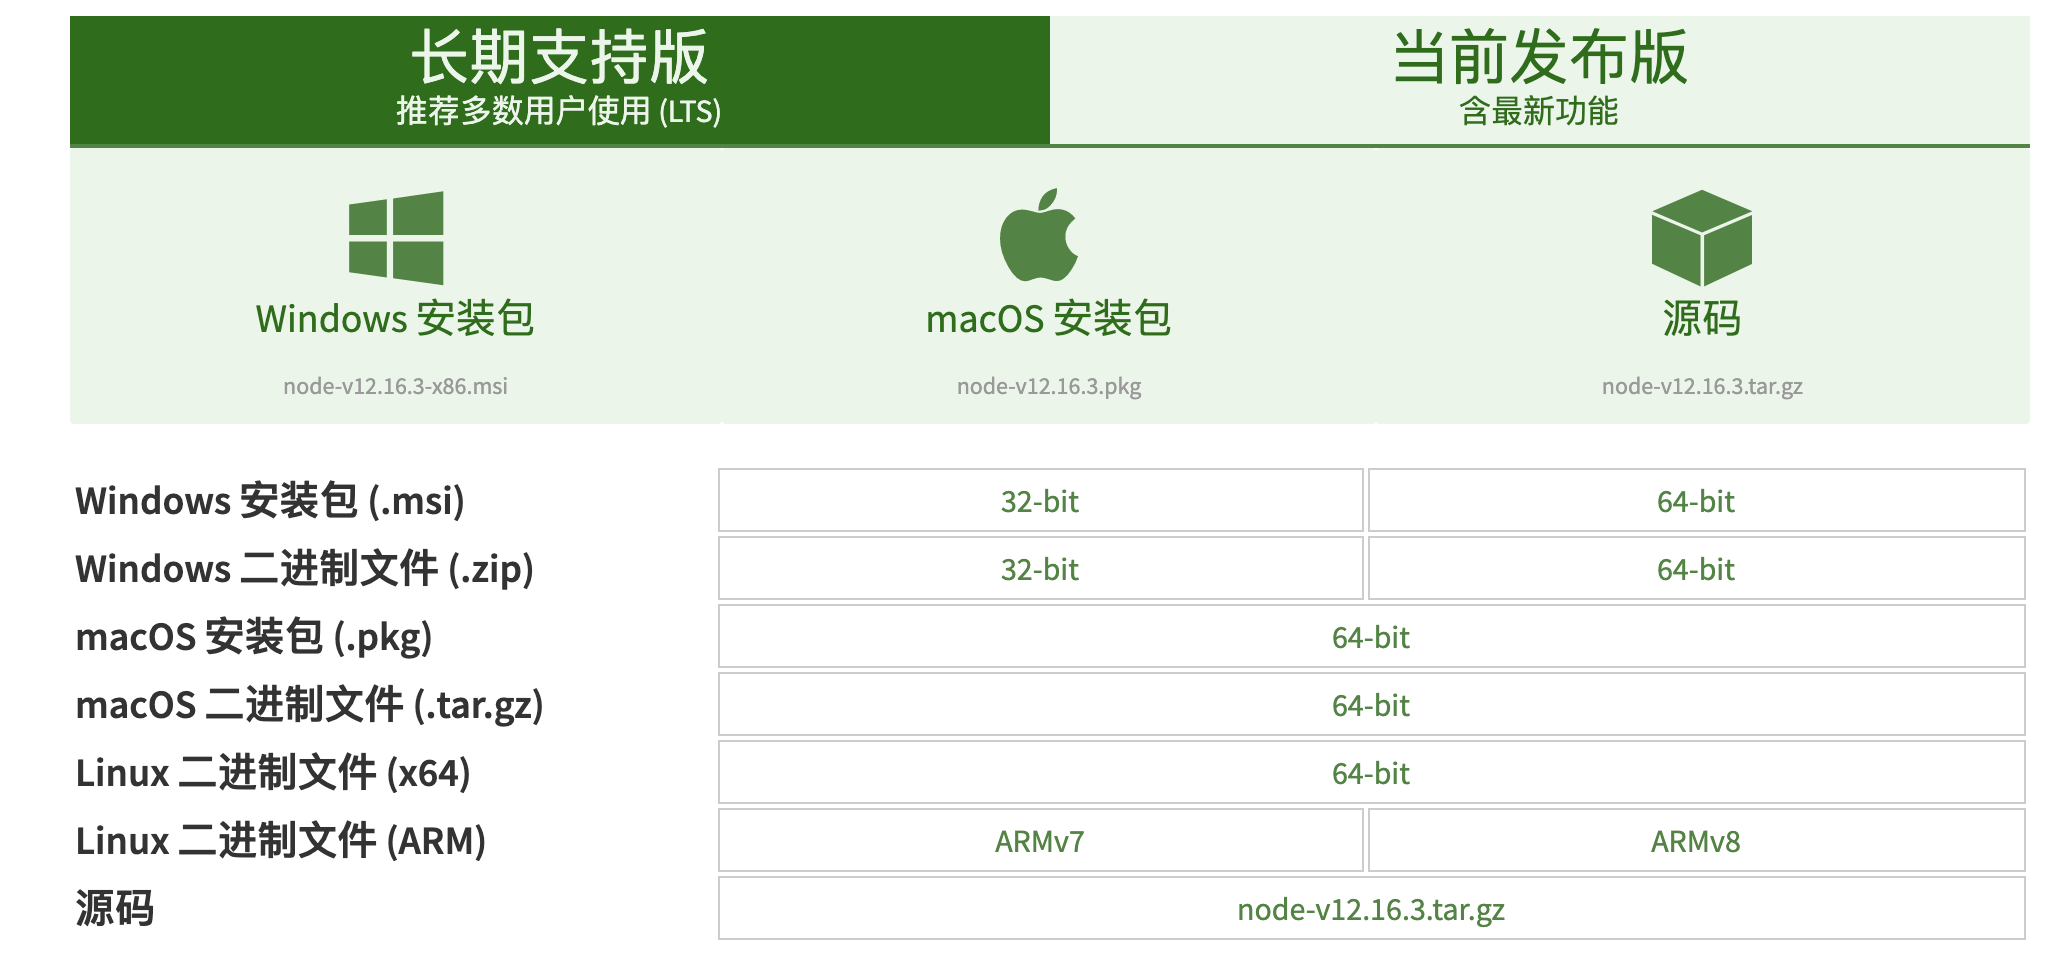 长期支持版
推荐多数用户使用 (LTS)
当前发布版
含最新功能
Windows 安装包
node-v12.16.3-x86.msi
macOS 安装包
node-v12.16.3.pkg
源码
node-v12.16.3.tar.gz
Windows 安装包 (.msi) 32-bit 64-bit
Windows 二进制文件 (.zip) 32-bit 64-bit
macOS 安装包 (.pkg) 64-bit
macOS 二进制文件 (.tar.gz) 64-bit
Linux 二进制文件 (x64) 64-bit
Linux 二进制文件 (ARM) ARMv7 ARMv8
源码 node-v12.16.3.tar.gz